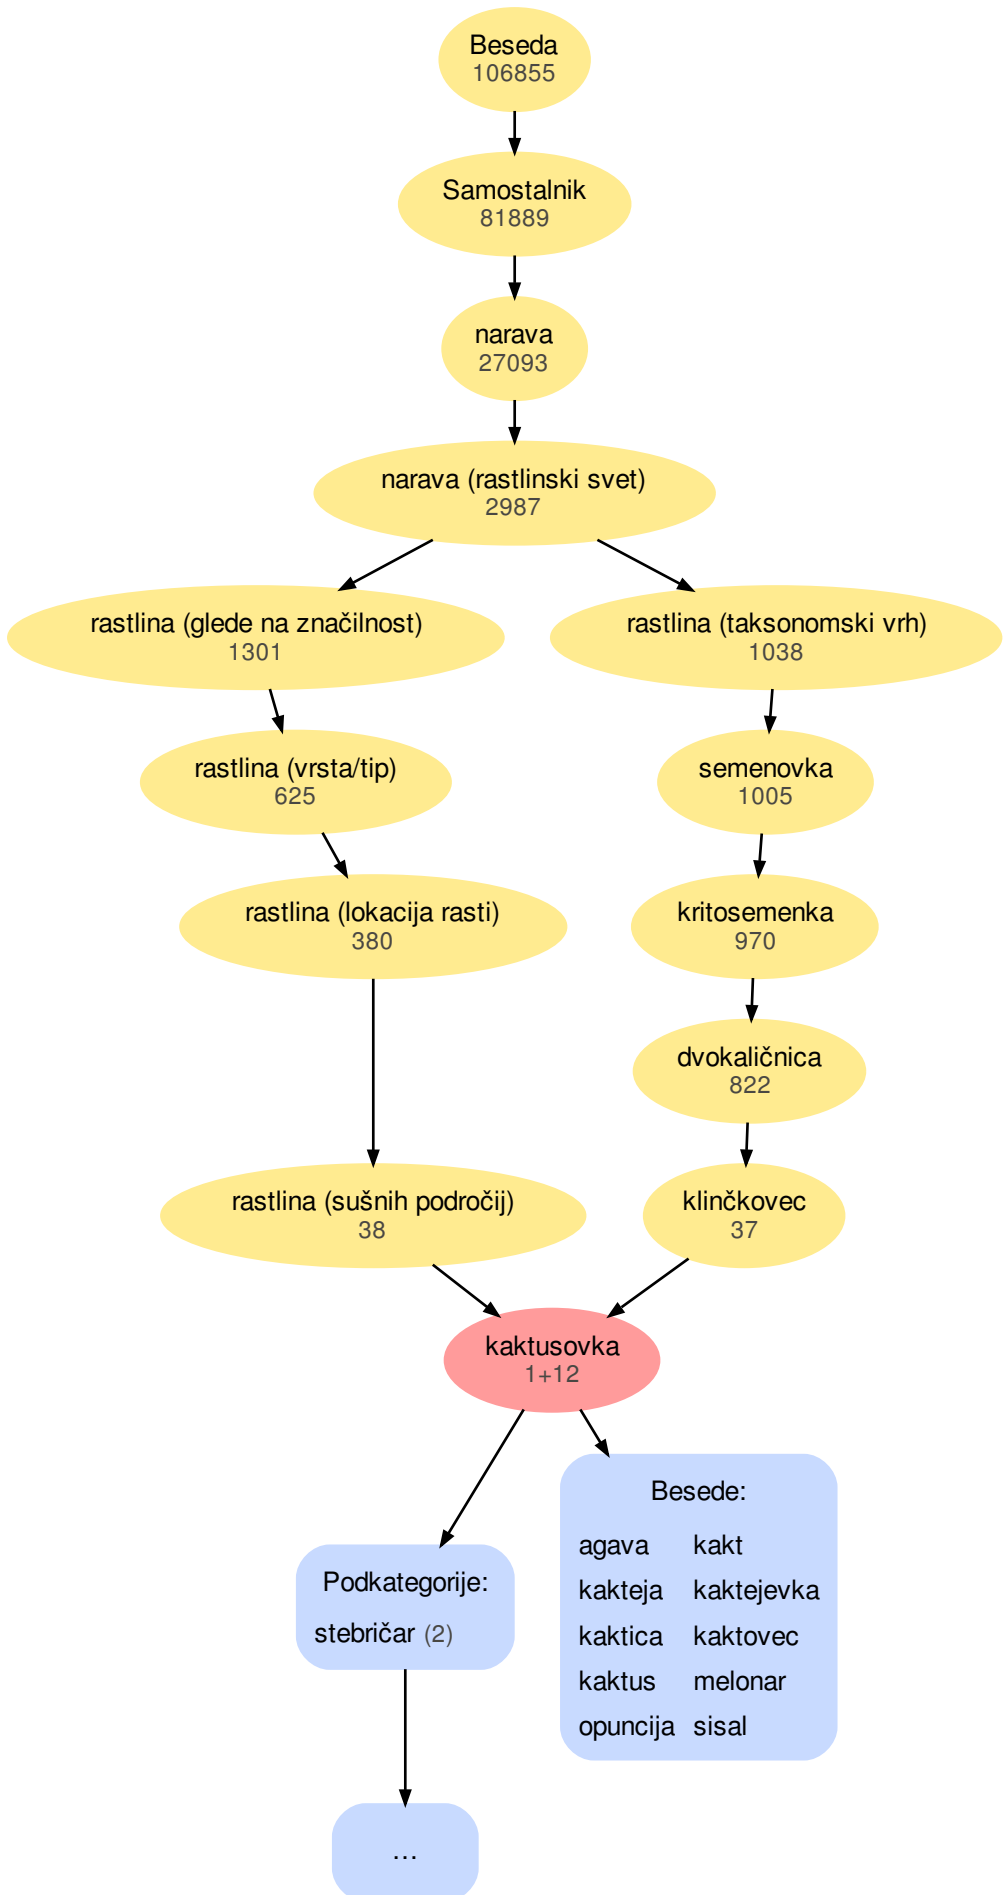 Beseda
106855
Samostalnik
81889
narava
27093
narava (rastlinski svet)
2987
rastlina (glede na značilnost)
1301
rastlina (taksonomski vrh)
1038
rastlina (vrsta/tip)
625
semenovka
1005
rastlina (lokacija rasti)
380
kritosemenka
970
dvokaličnica
822
rastlina (sušnih področij)
38
klinčkovec
37
kaktusovka
1+12
Podkategorije:
stebričar (2)
Besede:
agava kakt
kakteja kaktejevka
kaktica kaktovec
kaktus melonar
opuncija sisal
...